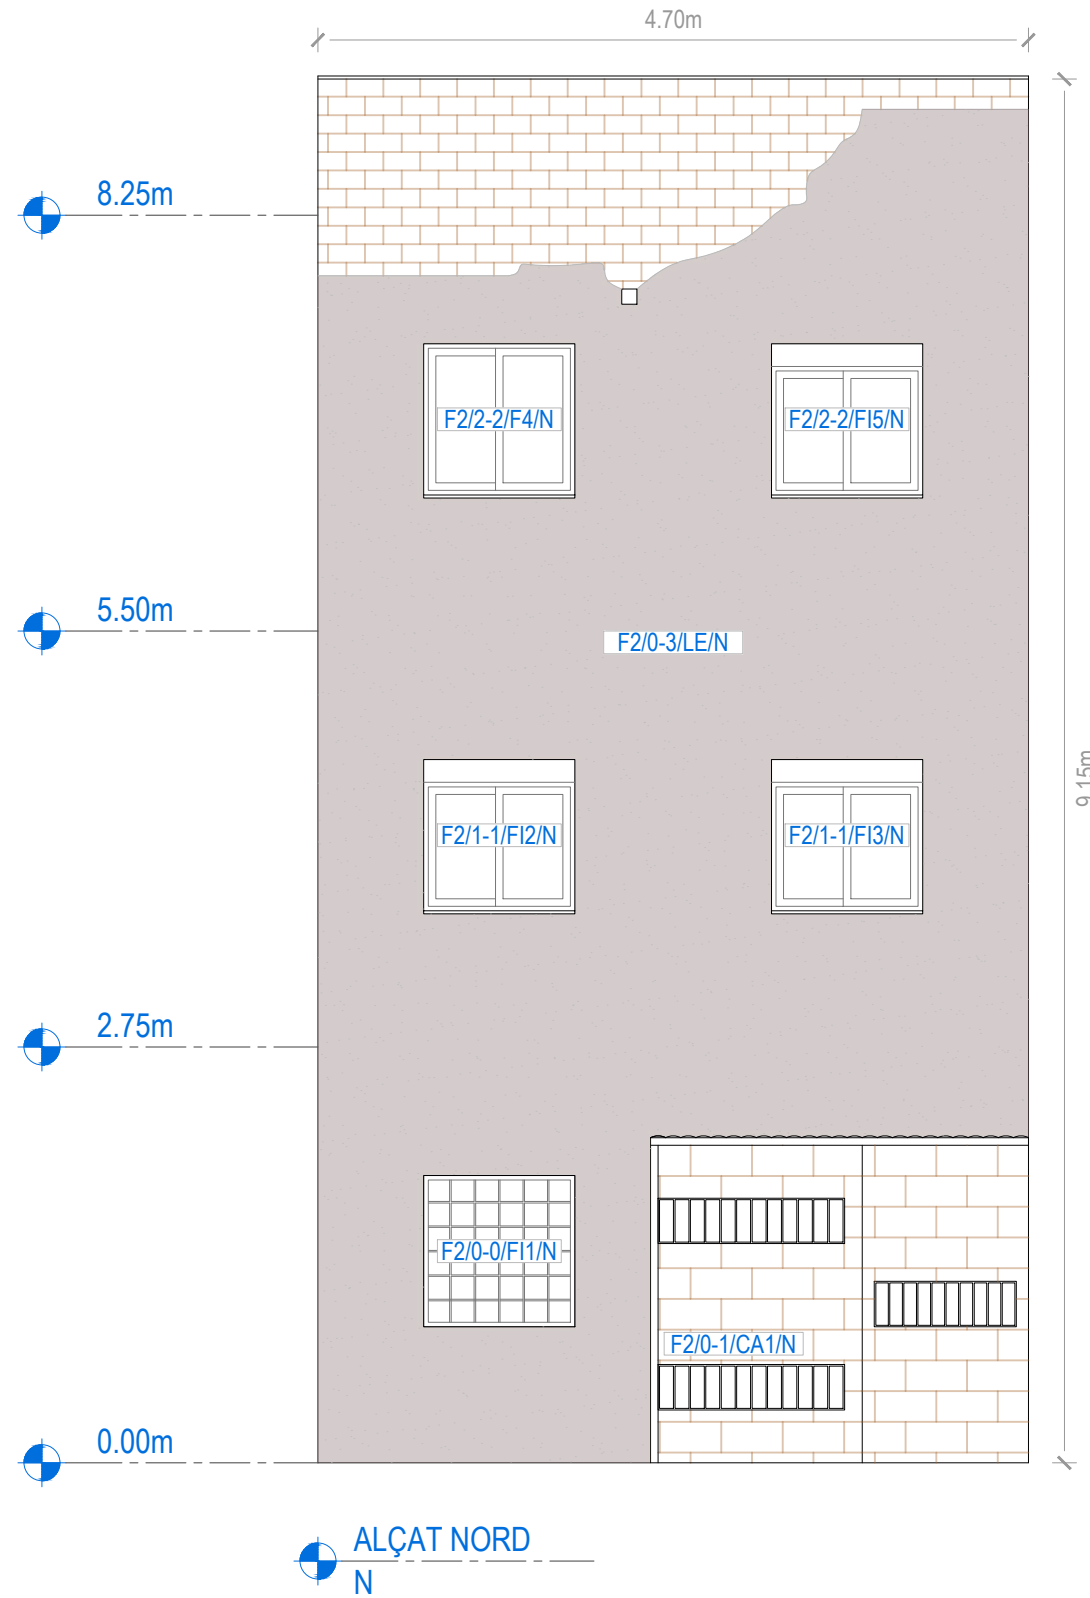 4.70m
8.25m
F2/2-2/F4/N
F2/2-2/FI5/N
5.50m
F2/0-3/LE/N
9.15m
F2/1-1/FI2/N
F2/1-1/FI3/N
2.75m
F2/0-0/FI1/N
F2/0-1/CA1/N
0.00m
ALÇAT NORD
N